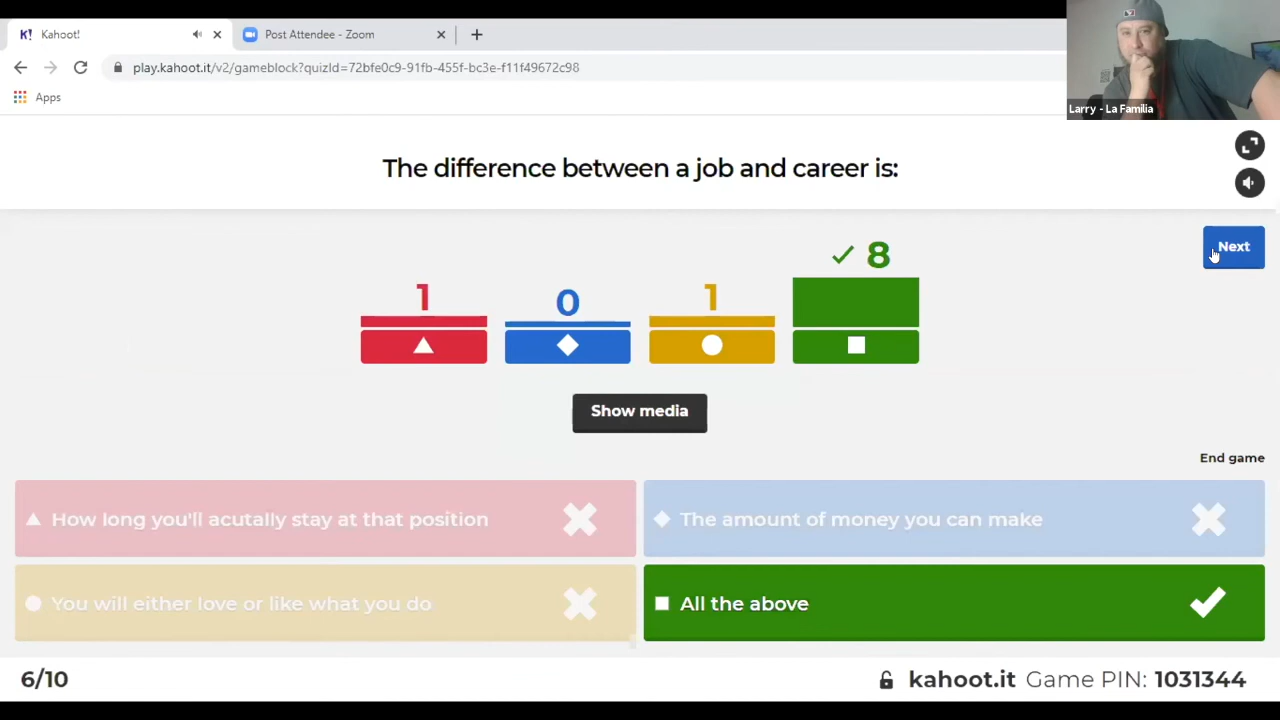 K! Kahoot!
Post Attendee - Zoom
play.kahoot.it/v2/gameblock?quizId=72bfe0c9-91fb-455f-bc3e-f11f49672c98
Apps
Larry - La Familia
The difference between a job and career is:
Next
1
0
1
8
Show media
End game
How long you'll acutally stay at that position
The amount of money you can make
You will either love or like what you do
All the above
6/10
kahoot.it Game PIN: 1031344